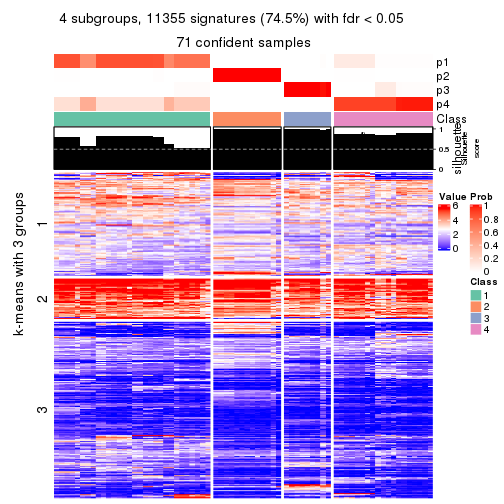 4 subgroups, 11355 signatures (74.5%) with fdr < 0.05
71 confident samples
p1
p2
p3
p4
Class
1
0.5
0
silhouette
Silhouette
score
k-means with 3 groups
1
2
3
Value
6
4
2
0
Prob
1
0.8
0.6
0.4
0.2
0
Class
1
2
3
4